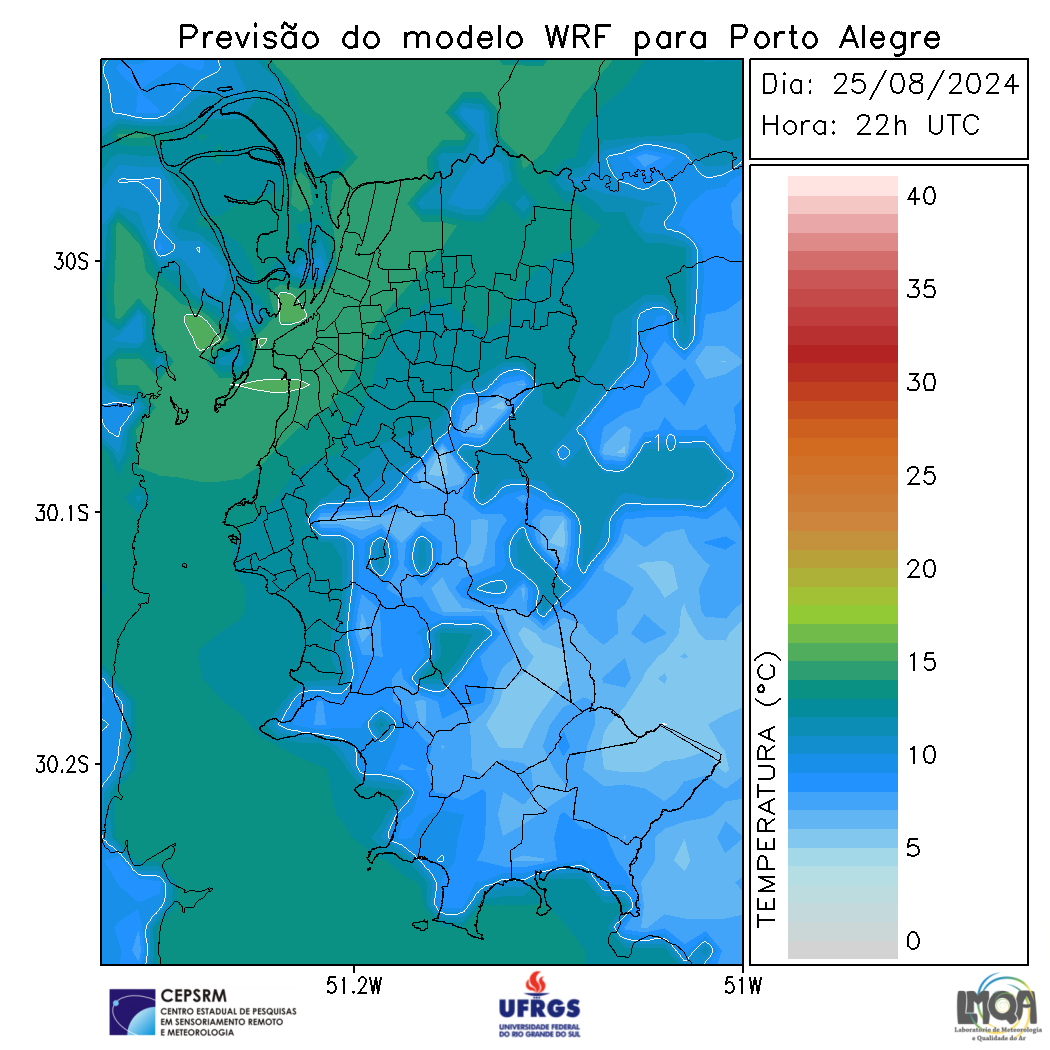 Previsão do modelo WRF para Porto Alegre
Dia: 25/08/2024
Hora: 22h UTC
40
35
30
25
20
15
10
5
0
TEMPERATURA (°C)
10
30S
30.1S
30.2S
51.2W
51W
CEPSRM
CENTRO ESTADUAL DE PESQUISAS
EM SENSORIAMENTO REMOTO
E METEOROLOGIA
UFRGS
UNIVERSIDADE FEDERAL
DO RIO GRANDE DO SUL
LMQA
Laboratório de Meteorologia
e Qualidade do Ar